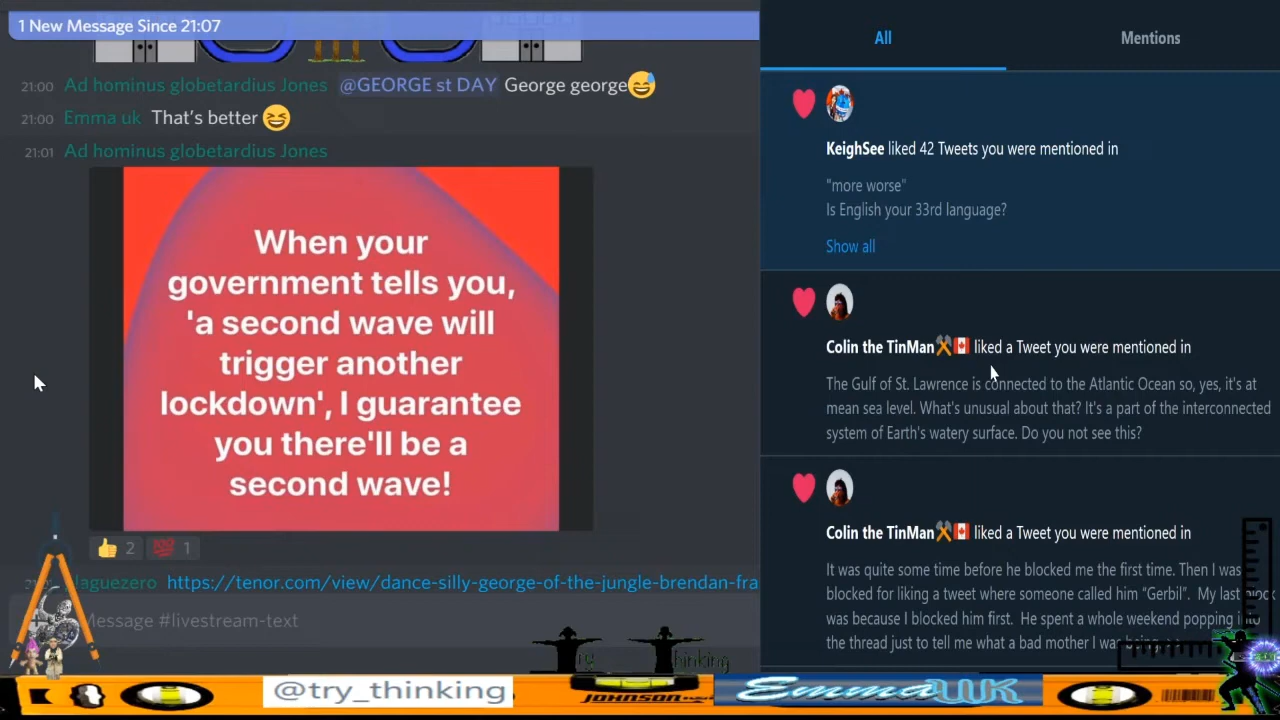 1 New Message Since 21:07
21:00 Ad hominus globetardius Jones @GEORGE st DAY George george😅
21:00 Emma uk That's better 😆
21:01 Ad hominus globetardius Jones
When your
government tells you,
'a second wave will
trigger another
lockdown', I guarantee
you there'll be a
second wave!
👍 2 💯 1
laguezero https://tenor.com/view/dance-silly-george-of-the-jungle-brendan-fra
Message #livestream-text
All Mentions
KeighSee liked 42 Tweets you were mentioned in
"more worse"
Is English your 33rd language?
Show all
Colin the TinMan⚒️🇨🇦 liked a Tweet you were mentioned in
The Gulf of St. Lawrence is connected to the Atlantic Ocean so, yes, it's at
mean sea level. What's unusual about that? It's a part of the interconnected
system of Earth's watery surface. Do you not see this?
Colin the TinMan⚒️🇨🇦 liked a Tweet you were mentioned in
It was quite some time before he blocked me the first time. Then I was
blocked for liking a tweet where someone called him "Gerbil". My last
was because I blocked him first. He spent a whole weekend popping into
the thread just to tell me what a bad mother I was being.
@try_thinking
JOHNSON
EmmaUK